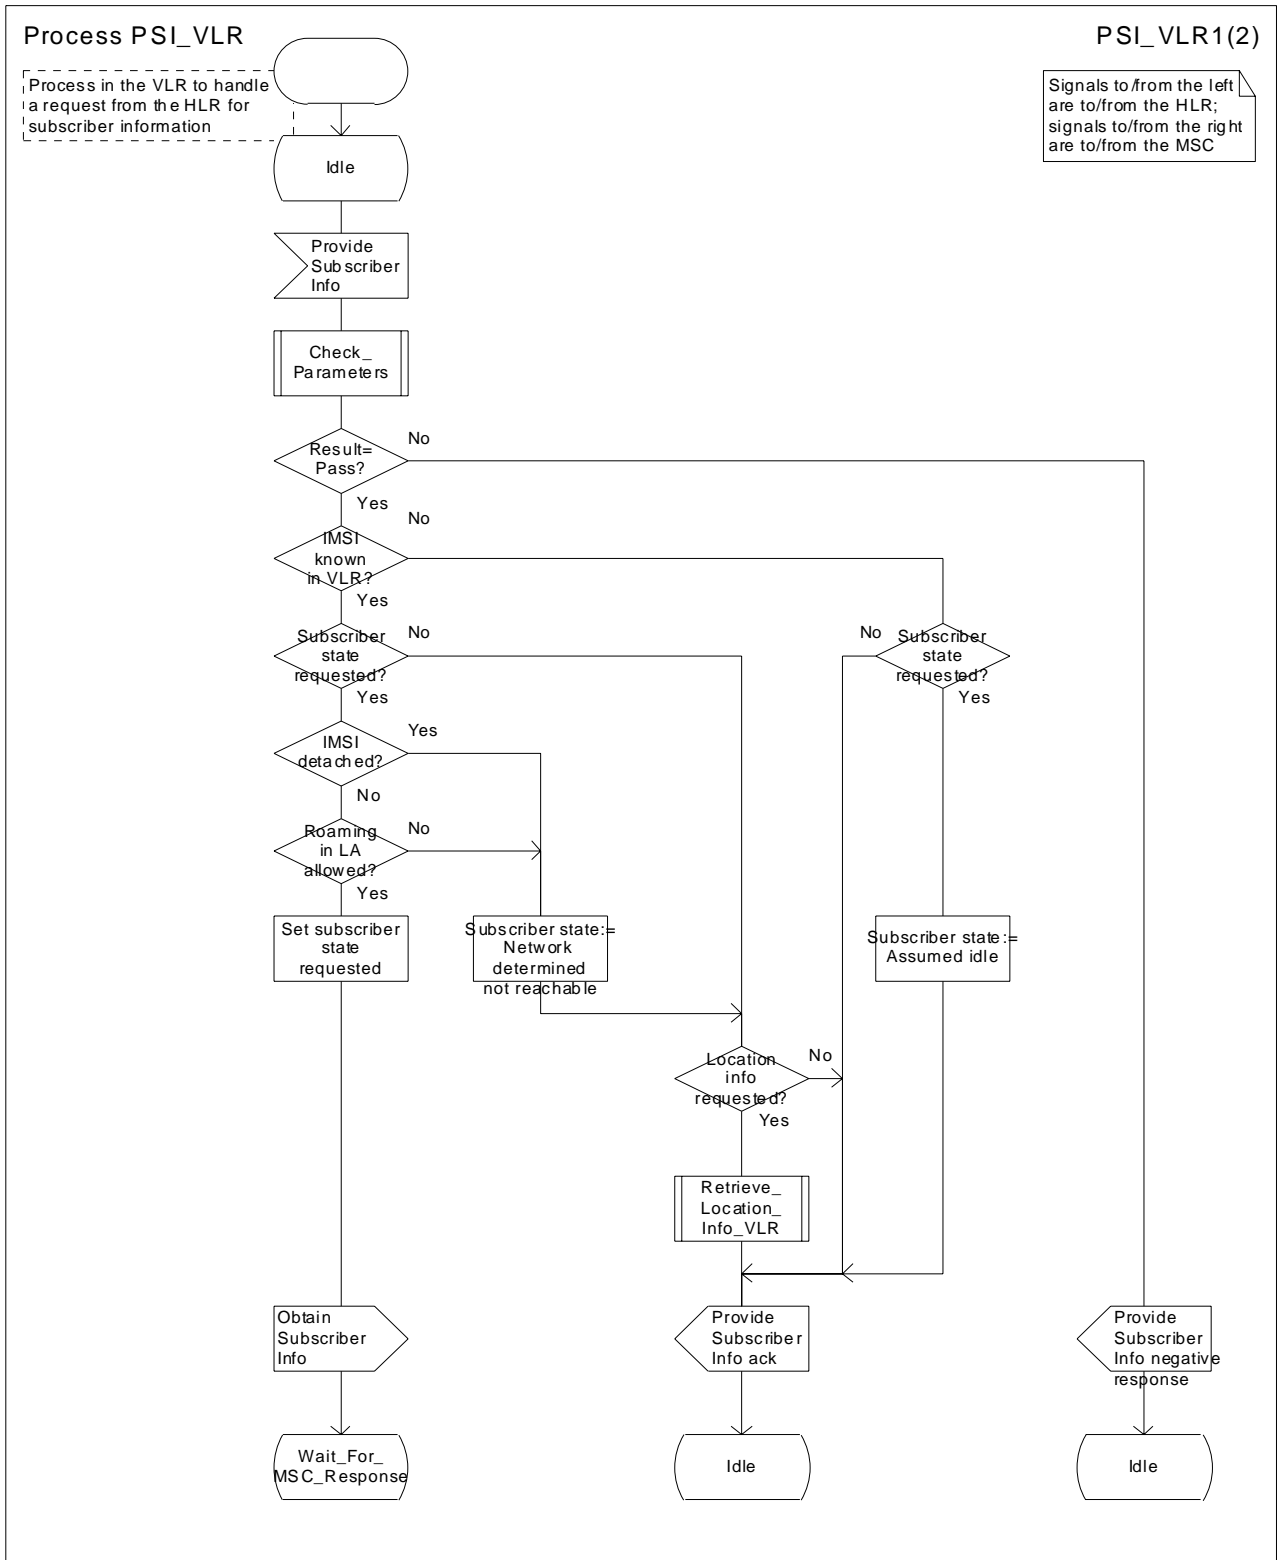 Process PSI_VLR
PSI_VLR1(2)
Process in the VLR to handle
a request from the HLR for
subscriber information
Signals to/from the left
are to/from the HLR;
signals to/from the right
are to/from the MSC
Idle
Provide
Subscriber
Info
Check_
Parameters
Result=
Pass?
No
Yes
IMSI
known
in VLR?
No
Yes
Subscriber
state
requested?
No
Yes
No
Subscriber
state
requested?
Yes
IMSI
detached?
Yes
No
Roaming
in LA
allowed?
No
Yes
Set subscriber
state
requested
Subscriber state:=
Network
determined
not reachable
Subscriber state:=
Assumed idle
Location
info
requested?
No
Yes
Retrieve_
Location_
Info_VLR
Obtain
Subscriber
Info
Provide
Subscriber
Info ack
Provide
Subscriber
Info negative
response
Wait_For_
MSC_Response
Idle
Idle